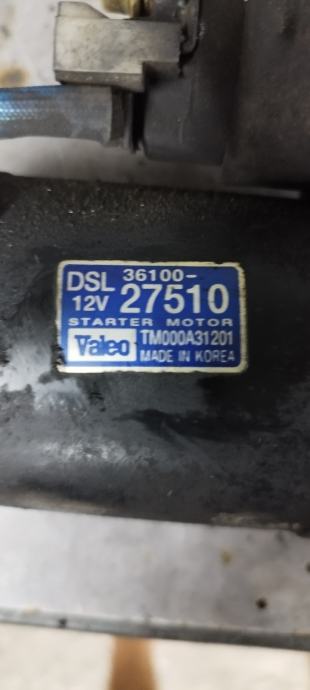 DSL 36100-
12V 27510
STARTER MOTOR
Valeo TM000A31201
MADE IN KOREA